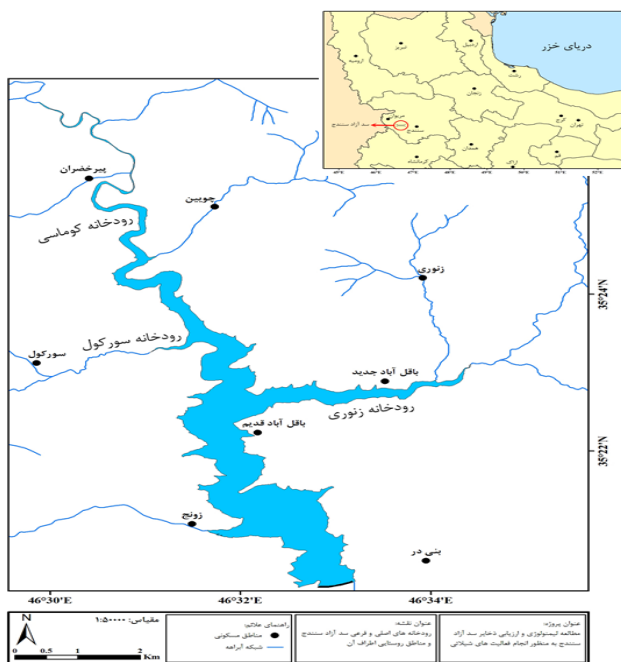 دریای خزر
اردبیل
تبریز
ارومیه
رشت
زنجان
کرج
تهران
سد آزاد سنندج
سنندج
همدان
قم
کرمانشاه
اراک
پیرخضران
چویین
رودخانه کوماسی
زنوری
35°24'N
رودخانه سورکول
سورکول
باقل آباد جدید
رودخانه زنوری
باقل آباد قدیم
35°22'N
زونج
بنی در
46°30'E
46°32'E
46°34'E
عنوان پروژه:
مطالعه لیمنولوژی و ارزیابی ذخایر سد آزاد
سنندج به منظور انجام فعالیت های شیلاتی
عنوان نقشه:
رودخانه های اصلی و فرعی سد آزاد سنندج
و مناطق روستایی اطراف آن
راهنمای علائم:
مناطق مسکونی
شبکه آبراهه
مقیاس: ۱:۵۰۰۰۰
N
0
0.5
1
2
Km